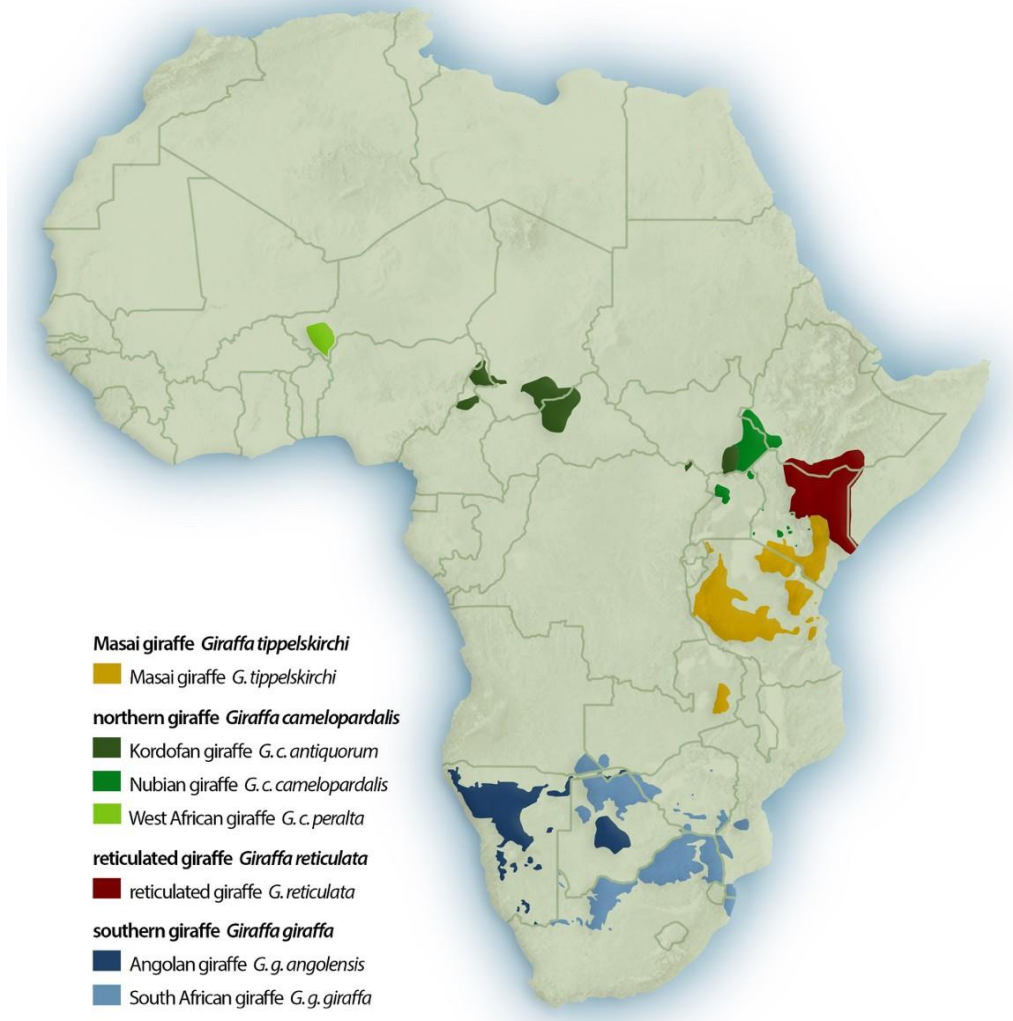 Masai giraffe Giraffa tippelskirchi
Masai giraffe G. tippelskirchi
northern giraffe Giraffa camelopardalis
Kordofan giraffe G. c. antiquorum
Nubian giraffe G. c. camelopardalis
West African giraffe G. c. peralta
reticulated giraffe Giraffa reticulata
reticulated giraffe G. reticulata
southern giraffe Giraffa giraffa
Angolan giraffe G. g. angolensis
South African giraffe G. g. giraffa